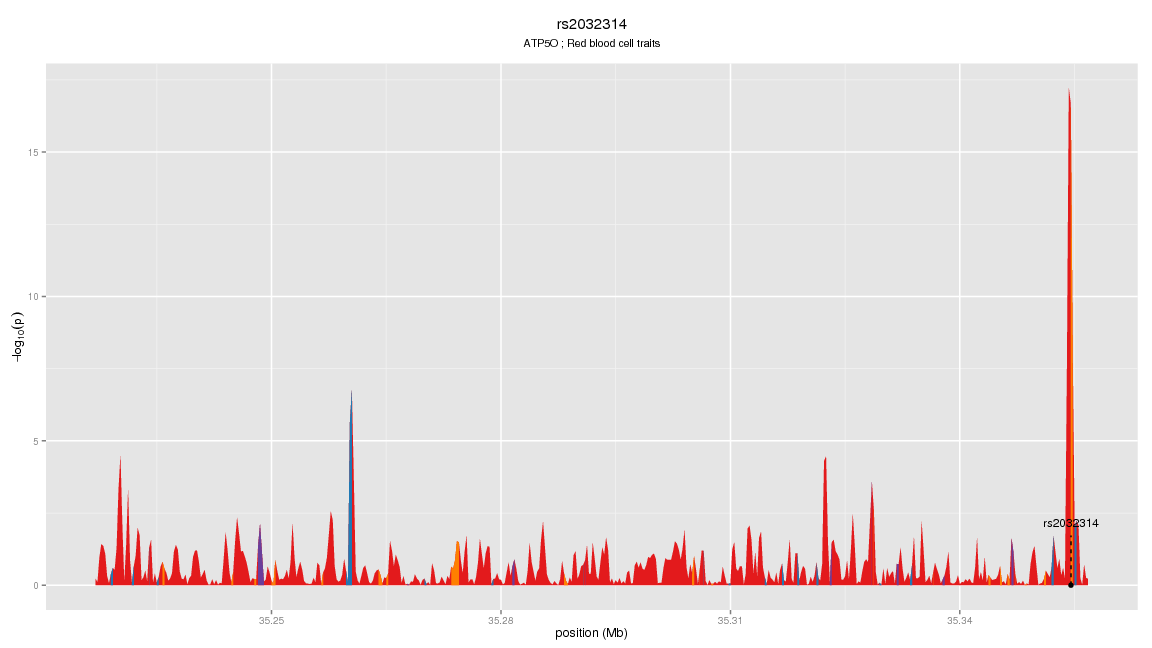 rs2032314
ATP5O ; Red blood cell traits
15
10
5
0
−log10(p)
rs2032314
35.25
35.28
35.31
35.34
position (Mb)